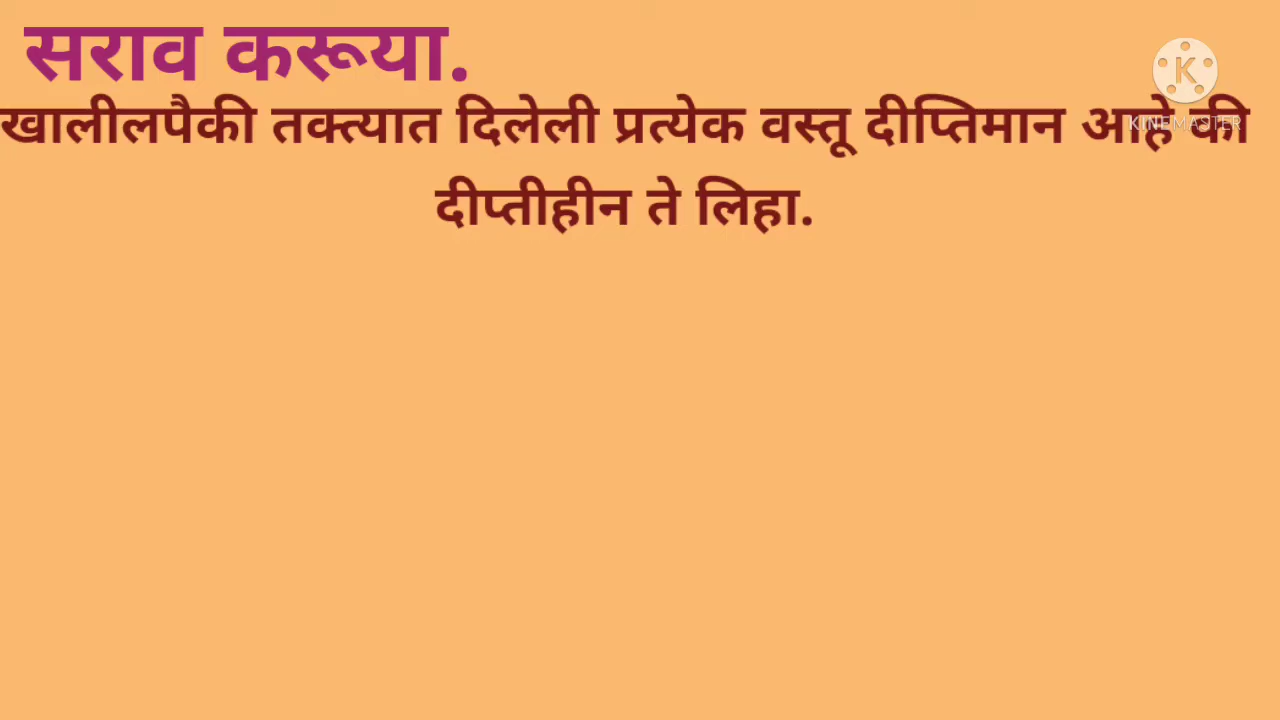 सराव करूया.
खालीलपैकी तक्त्यात दिलेली प्रत्येक वस्तू दीप्तिमान आहे की
दीप्तीहीन ते लिहा.
K
KINEMASTER